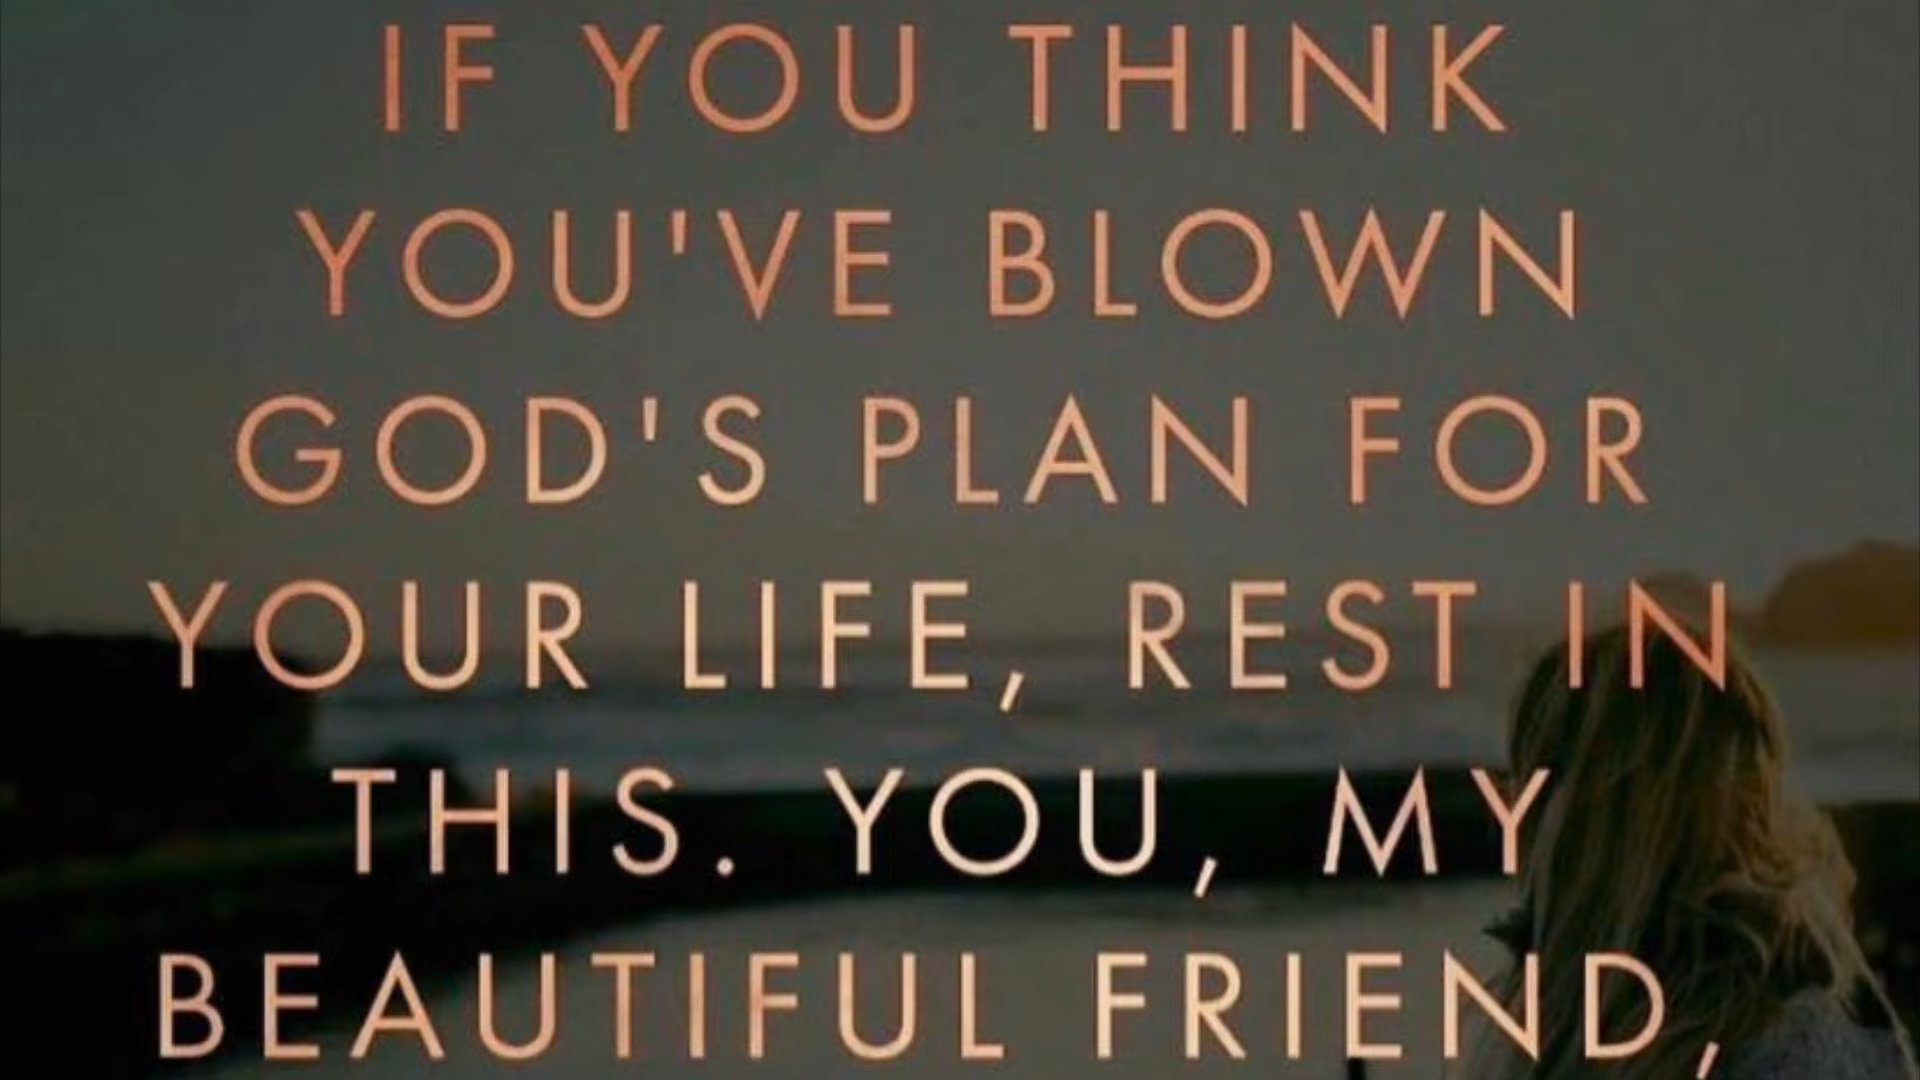 IF YOU THINK
YOU'VE BLOWN
GOD'S PLAN FOR
YOUR LIFE, REST IN
THIS. YOU, MY
BEAUTIFUL FRIEND,